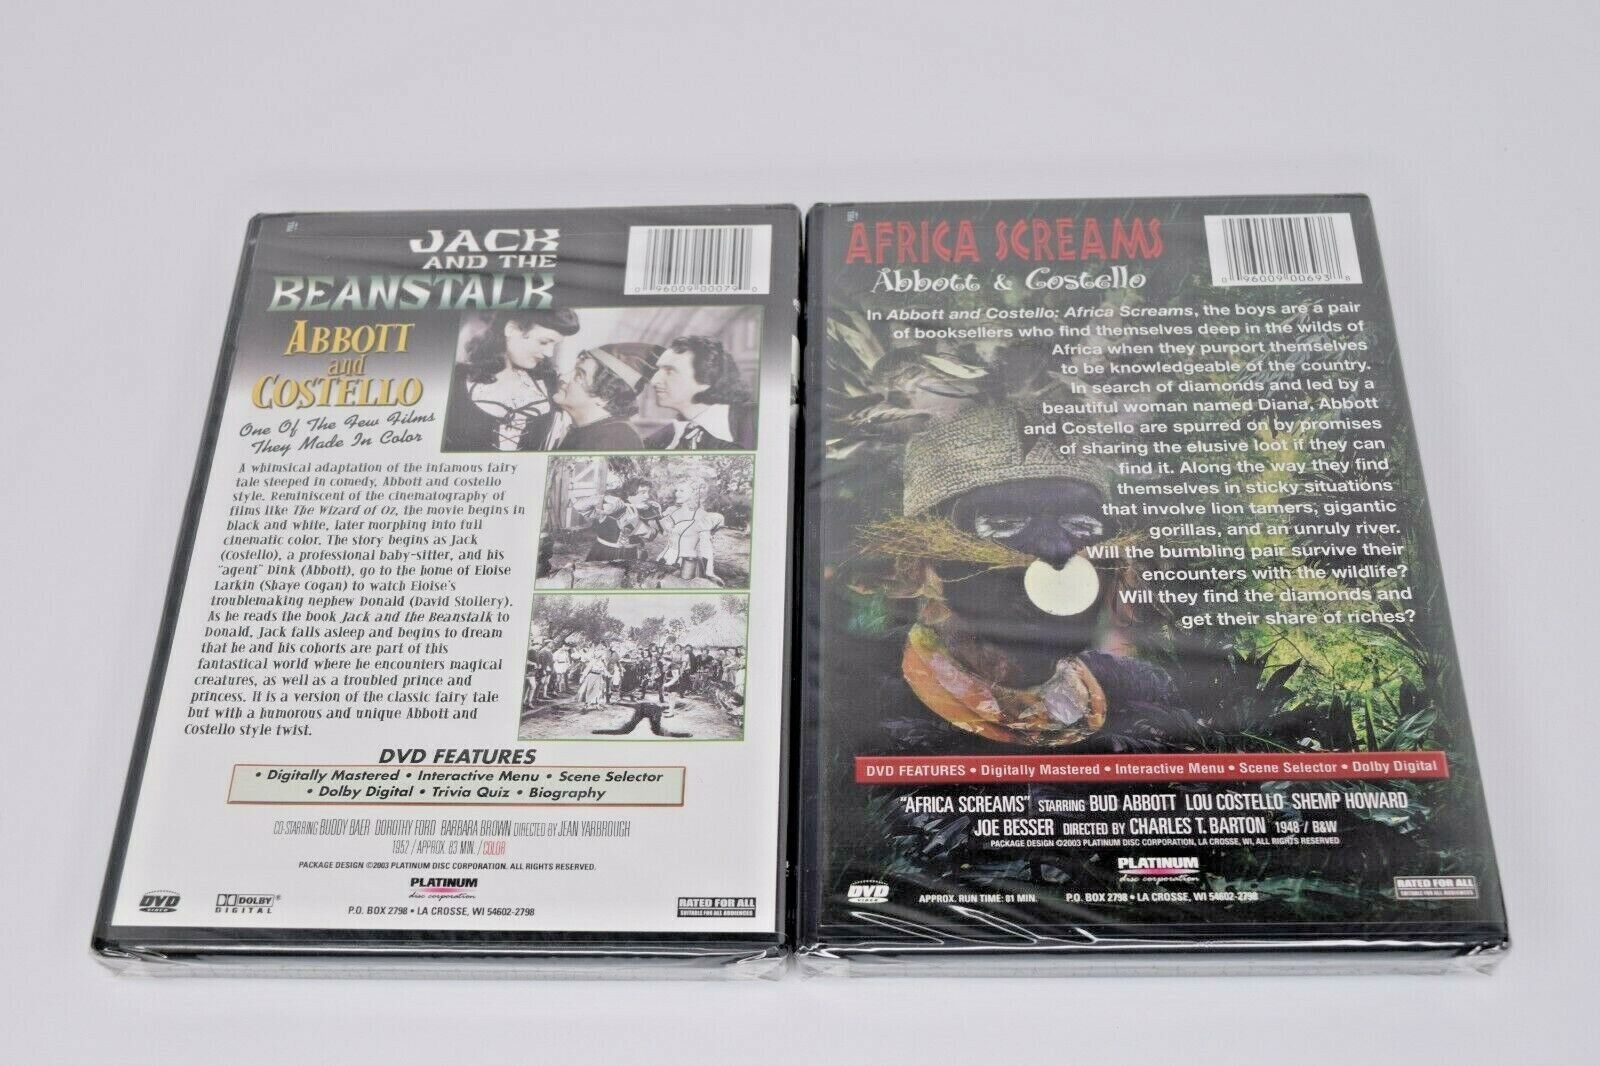 JACK
AND THE
BEANSTALK
ABBOTT
and
COSTELLO
One Of The Few Films
They Made In Color
0 96009 00079 0
A whimsical adaptation of the infamous fairy
tale steeped in comedy, Abbott and Costello
style. Reminiscent of the cinematography of
films like The Wizard of Oz, the movie begins in
black and white, later morphing into full
cinematic color. The story begins as Jack
(Costello), a professional baby-sitter, and his
"agent" Dink (Abbott), go to the home of Eloise
Larkin (Shaye Cogan) to watch Eloise's
troublemaking nephew Donald (David Stollery).
As he reads the book Jack and the Beanstalk to
Donald, Jack falls asleep and begins to dream
that he and his cohorts are part of this
fantastical world where he encounters magical
creatures, as well as a troubled prince and
princess. It is a version of the classic fairy tale
but with a humorous and unique Abbott and
Costello style twist.
DVD FEATURES
• Digitally Mastered • Interactive Menu • Scene Selector
• Dolby Digital • Trivia Quiz • Biography
CO-STARRING BUDDY BAER DOROTHY FORD BARBARA BROWN DIRECTED BY JEAN YARBROUGH
1952 / APPROX. 83 MIN. / COLOR
PACKAGE DESIGN ©2003 PLATINUM DISC CORPORATION. ALL RIGHTS RESERVED.
PLATINUM
disc corporation
DVD
VIDEO
DOLBY
DIGITAL
P.O. BOX 2798 • LA CROSSE, WI 54602-2798
RATED FOR ALL
SUITABLE FOR ALL AUDIENCES
AFRICA SCREAMS
Abbott & Costello
0 96009 00693 8
In Abbott and Costello: Africa Screams, the boys are a pair
of booksellers who find themselves deep in the wilds of
Africa when they purport themselves
to be knowledgeable of the country.
In search of diamonds and led by a
beautiful woman named Diana, Abbott
and Costello are spurred on by promises
of sharing the elusive loot if they can
find it. Along the way they find
themselves in sticky situations
that involve lion tamers, gigantic
gorillas, and an unruly river.
Will the bumbling pair survive their
encounters with the wildlife?
Will they find the diamonds and
get their share of riches?
DVD FEATURES • Digitally Mastered • Interactive Menu • Scene Selector • Dolby Digital
"AFRICA SCREAMS" STARRING BUD ABBOTT LOU COSTELLO SHEMP HOWARD
JOE BESSER DIRECTED BY CHARLES T. BARTON 1948 / B&W
PACKAGE DESIGN ©2003 PLATINUM DISC CORPORATION, LA CROSSE, WI, ALL RIGHTS RESERVED
PLATINUM
disc corporation
DVD
VIDEO
APPROX. RUN TIME: 81 MIN.
P.O. BOX 2798 • LA CROSSE, WI 54602-2798
RATED FOR ALL
SUITABLE FOR ALL AUDIENCES